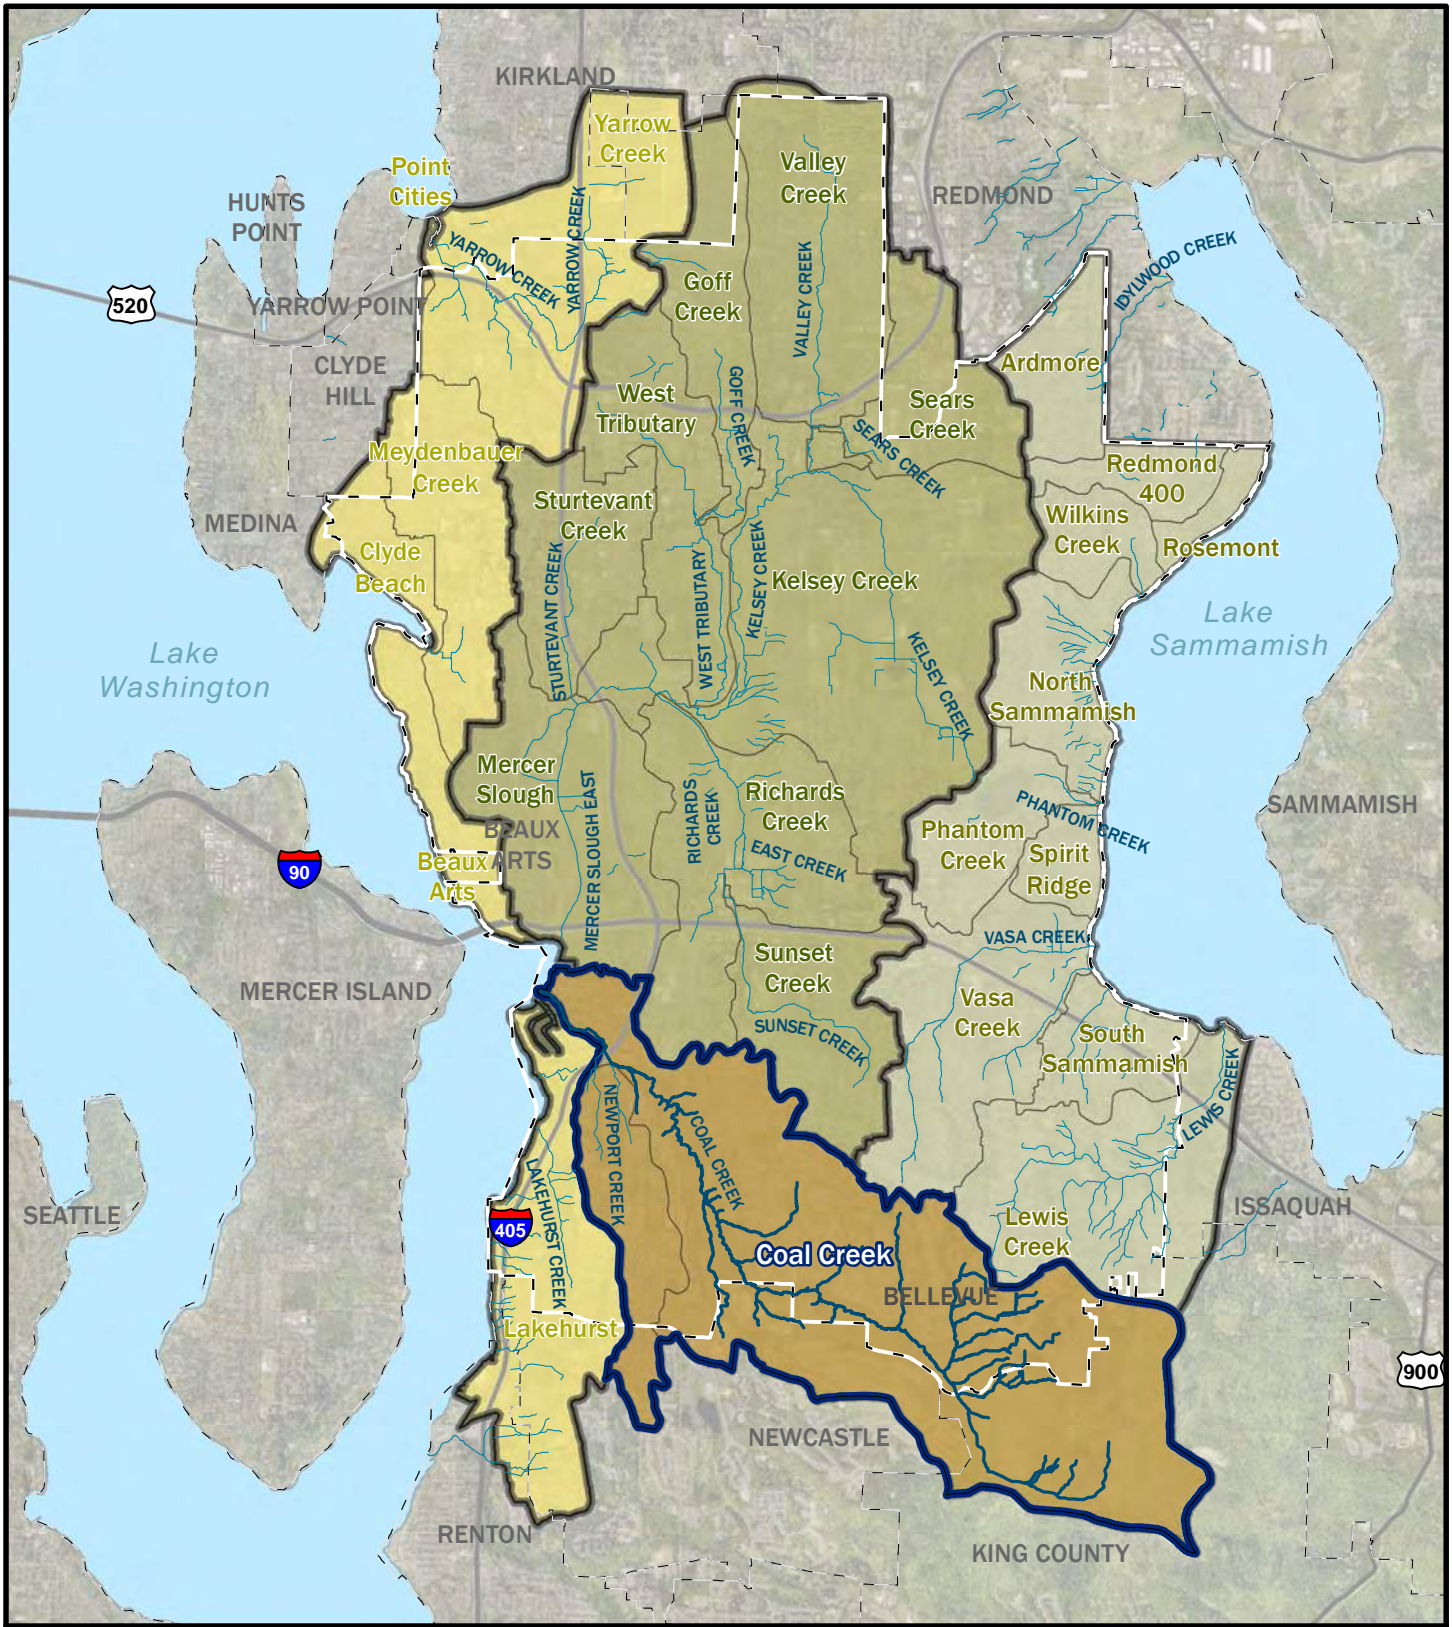 KIRKLAND
Yarrow
Creek
Point
Cities
Valley
Creek
HUNTS
POINT
REDMOND
YARROW CREEK
YARROW CREEK
IDYLWOOD CREEK
VALLEY CREEK
Goff
Creek
520
YARROW POINT
CLYDE
HILL
Ardmore
West
Tributary
GOFF CREEK
Sears
Creek
SEARS CREEK
Meydenbauer
Creek
Redmond
400
Sturtevant
Creek
MEDINA
Wilkins
Creek
Rosemont
Clyde
Beach
STURTEVANT CREEK
WEST TRIBUTARY
KELSEY CREEK
Kelsey Creek
Lake
Sammamish
Lake
Washington
KELSEY CREEK
North
Sammamish
Mercer
Slough
MERCER SLOUGH EAST
RICHARDS
CREEK
Richards
Creek
SAMMAMISH
PHANTOM CREEK
BEAUX
ARTS
Beaux
Arts
EAST CREEK
Phantom
Creek
Spirit
Ridge
90
VASA CREEK
Sunset
Creek
MERCER ISLAND
Vasa
Creek
SUNSET CREEK
South
Sammamish
LEWIS CREEK
NEWPORT CREEK
COAL CREEK
LAKEHURST CREEK
SEATTLE
405
ISSAQUAH
Lewis
Creek
Coal Creek
BELLEVUE
Lakehurst
900
NEWCASTLE
RENTON
KING COUNTY